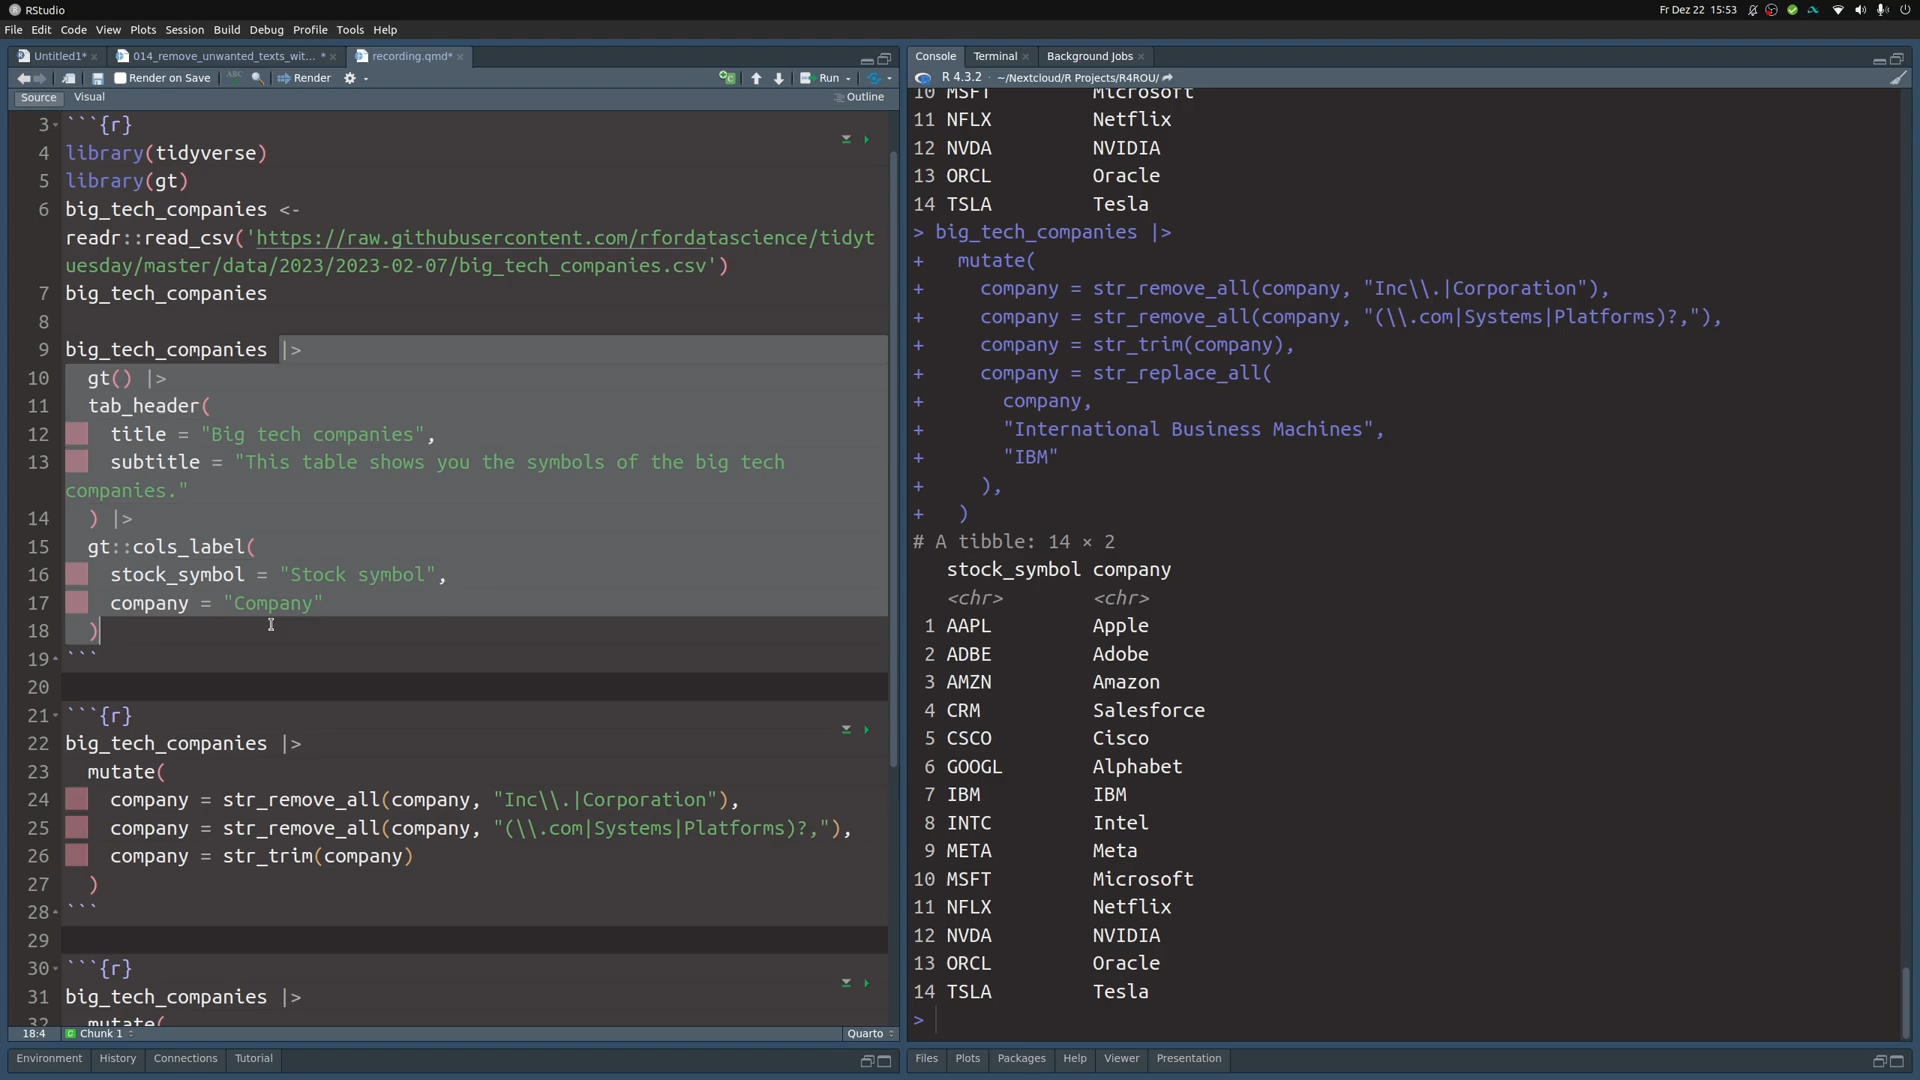 RStudio
Fr Dez 22 15:53
File Edit Code View Plots Session Build Debug Profile Tools Help
Untitled1* × 014_remove_unwanted_texts_wit... * × recording.qmd* ×
Render on Save ABC Render Run
Source Visual Outline
3 ```{r}
4 library(tidyverse)
5 library(gt)
6 big_tech_companies <-
readr::read_csv('https://raw.githubusercontent.com/rfordatascience/tidyt
uesday/master/data/2023/2023-02-07/big_tech_companies.csv')
7 big_tech_companies
8
9 big_tech_companies |>
10 gt() |>
11 tab_header(
12 title = "Big tech companies",
13 subtitle = "This table shows you the symbols of the big tech
companies."
14 ) |>
15 gt::cols_label(
16 stock_symbol = "Stock symbol",
17 company = "Company"
18 )
19 ```
20
21 ```{r}
22 big_tech_companies |>
23 mutate(
24 company = str_remove_all(company, "Inc\\.|Corporation"),
25 company = str_remove_all(company, "(\\.com|Systems|Platforms)?,"),
26 company = str_trim(company)
27 )
28 ```
29
30 ```{r}
31 big_tech_companies |>
32 mutate(
18:4 Chunk 1 Quarto
Environment History Connections Tutorial
Console Terminal × Background Jobs ×
R 4.3.2 · ~/Nextcloud/R Projects/R4ROU/
10 MSFT Microsoft
11 NFLX Netflix
12 NVDA NVIDIA
13 ORCL Oracle
14 TSLA Tesla
> big_tech_companies |>
+ mutate(
+ company = str_remove_all(company, "Inc\\.|Corporation"),
+ company = str_remove_all(company, "(\\.com|Systems|Platforms)?,"),
+ company = str_trim(company),
+ company = str_replace_all(
+ company,
+ "International Business Machines",
+ "IBM"
+ ),
+ )
# A tibble: 14 × 2
stock_symbol company
<chr> <chr>
1 AAPL Apple
2 ADBE Adobe
3 AMZN Amazon
4 CRM Salesforce
5 CSCO Cisco
6 GOOGL Alphabet
7 IBM IBM
8 INTC Intel
9 META Meta
10 MSFT Microsoft
11 NFLX Netflix
12 NVDA NVIDIA
13 ORCL Oracle
14 TSLA Tesla
>
Files Plots Packages Help Viewer Presentation